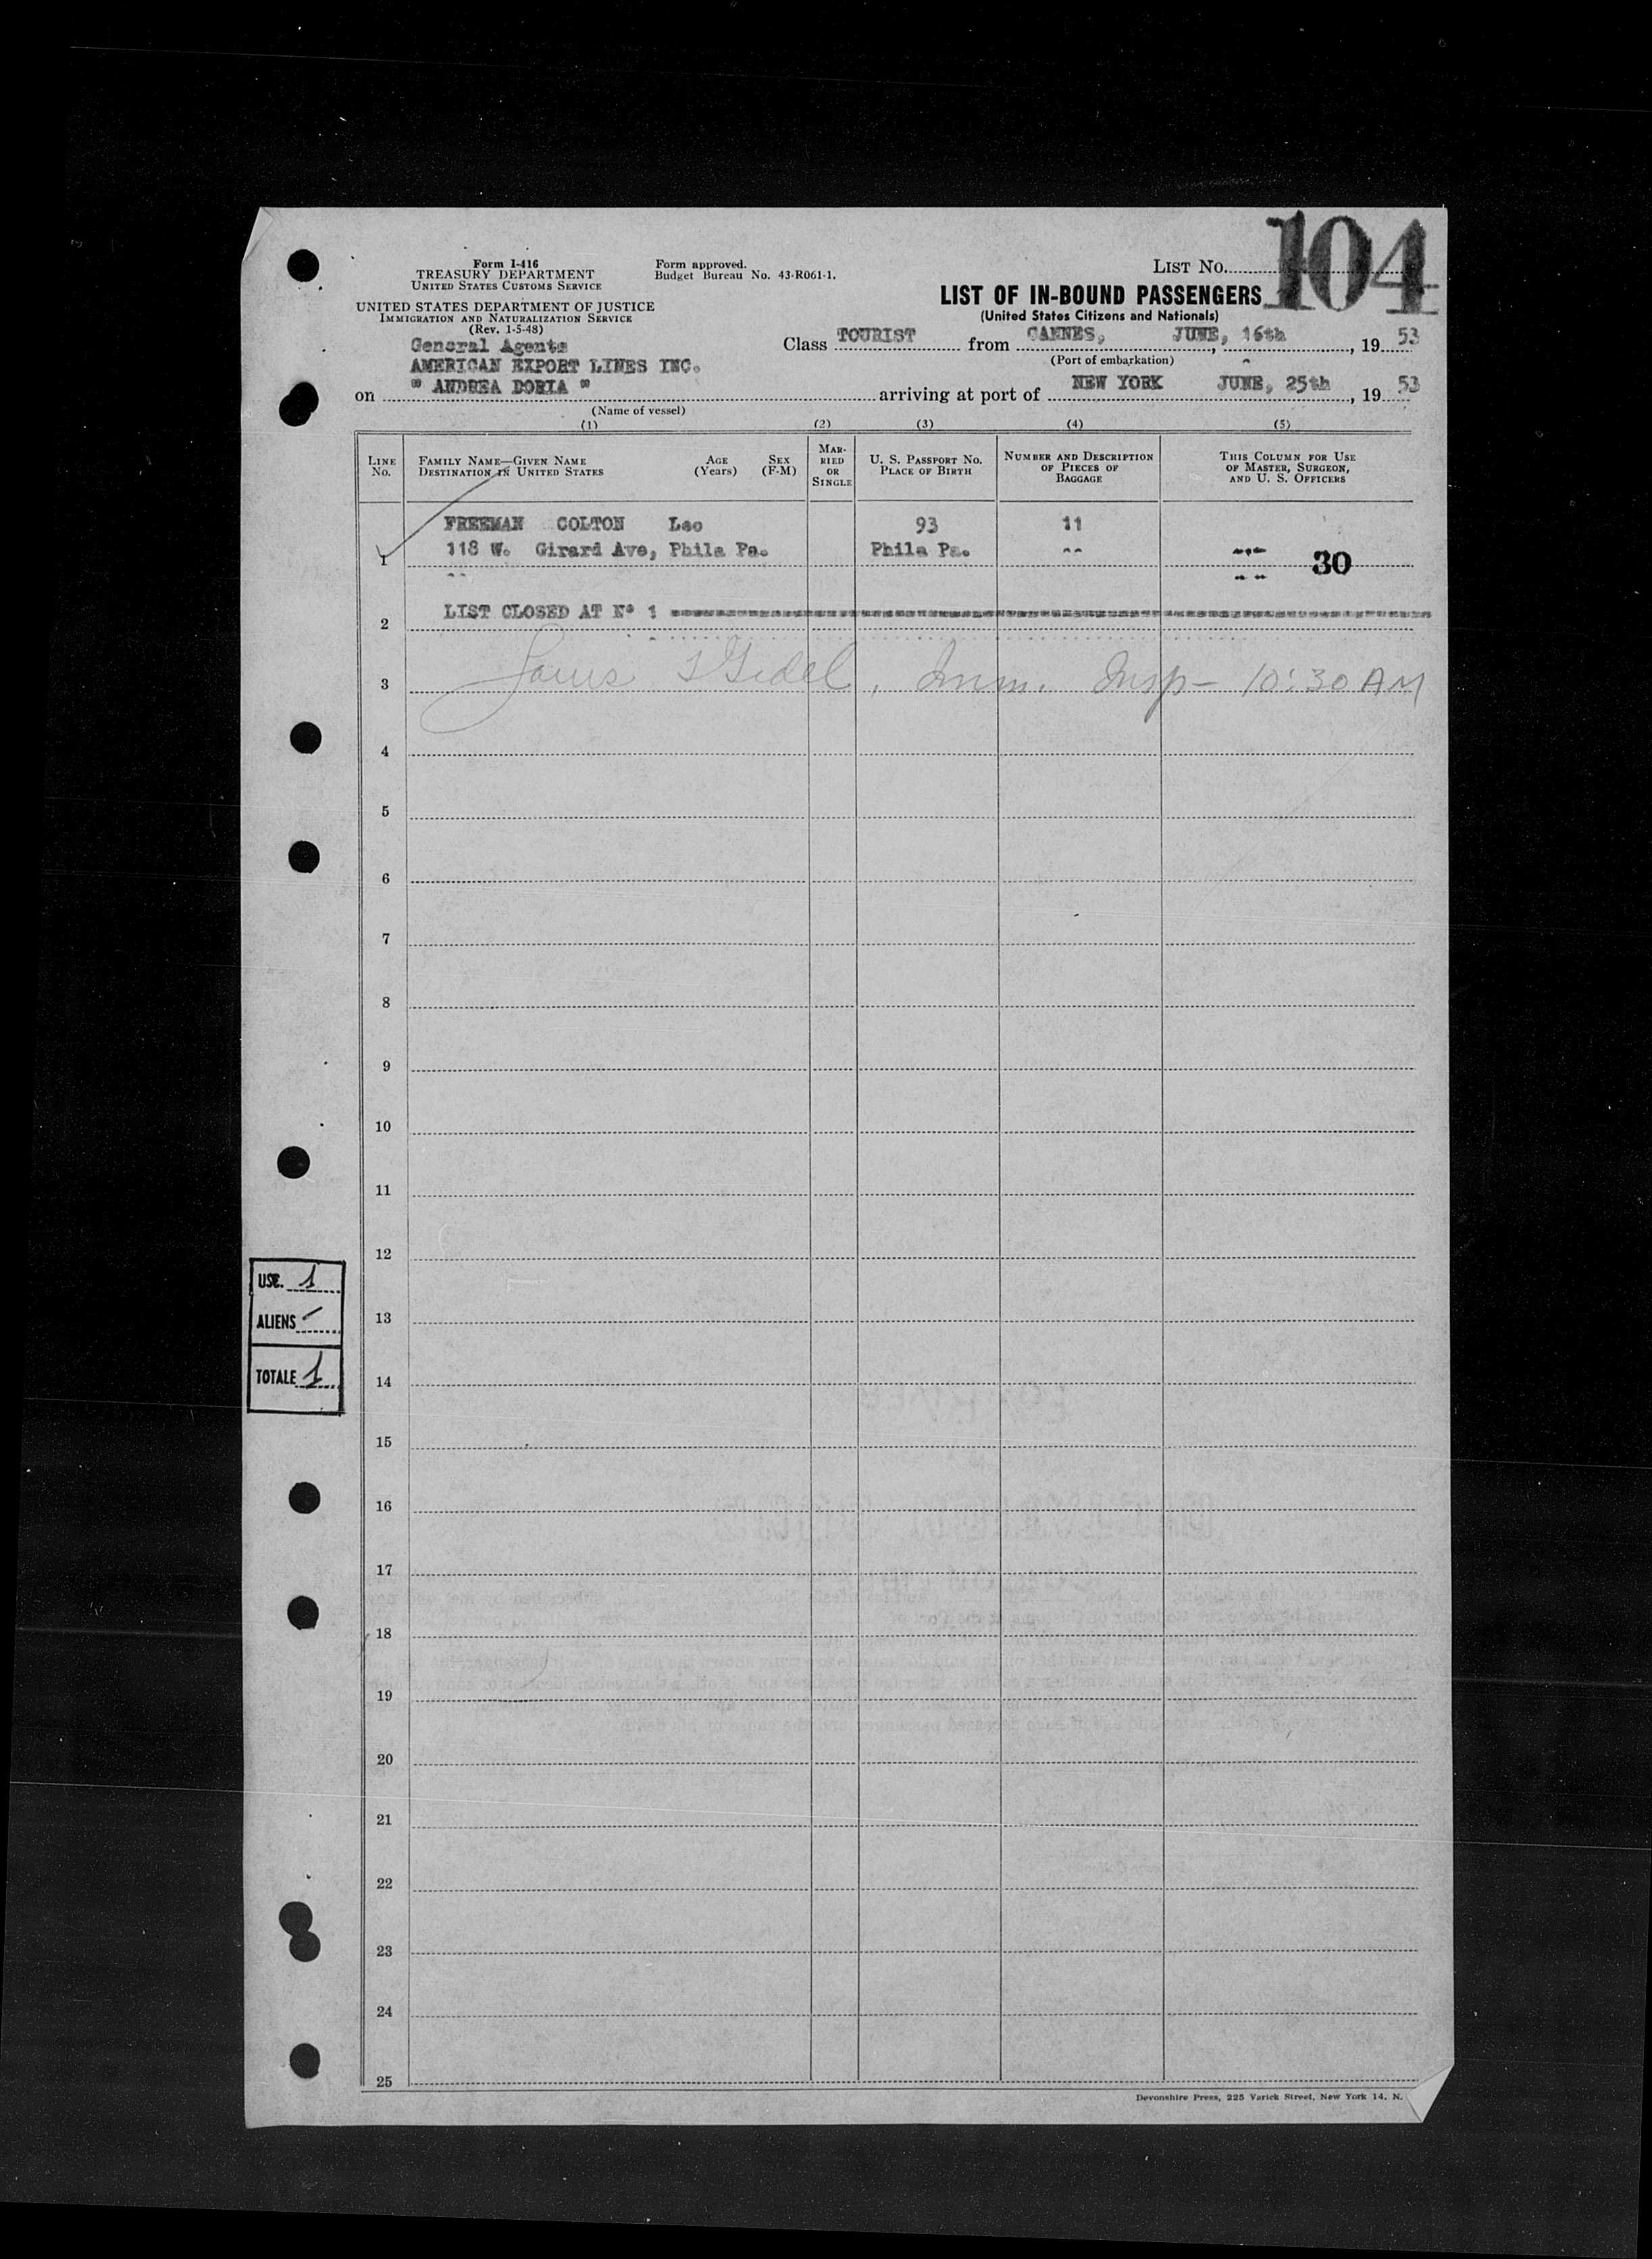 104
Form I-416
TREASURY DEPARTMENT
UNITED STATES CUSTOMS SERVICE
Form approved.
Budget Bureau No. 43-R061-1.
LIST NO.
UNITED STATES DEPARTMENT OF JUSTICE
IMMIGRATION AND NATURALIZATION SERVICE
(Rev. 1-5-48)
LIST OF IN-BOUND PASSENGERS
(United States Citizens and Nationals)
General Agents
AMERICAN EXPORT LINES INC.
Class TOURIST from CANNES, JUNE, 16th, 1953
(Port of embarkation)
on " ANDREA DORIA " arriving at port of NEW YORK JUNE, 25th, 1953
(Name of vessel)
(1) (2) (3) (4) (5)
LINE NO.
FAMILY NAME—GIVEN NAME
DESTINATION IN UNITED STATES
AGE (Years)
SEX (F-M)
MARRIED OR SINGLE
U. S. PASSPORT NO.
PLACE OF BIRTH
NUMBER AND DESCRIPTION
OF PIECES OF
BAGGAGE
THIS COLUMN FOR USE
OF MASTER, SURGEON,
AND U. S. OFFICERS
FREEMAN COLTON Leo 93 11
1 118 W. Girard Ave, Phila Pa. Phila Pa. -- -- 30
--
2 LIST CLOSED AT N° 1
3 Imm. Insp- 10:30 AM
4
5
6
7
8
9
10
11
12
13
14
15
16
17
18
19
20
21
22
23
24
25
USC. 1
ALIENS /
TOTALE 1
Devonshire Press, 225 Varick Street, New York 14, N.